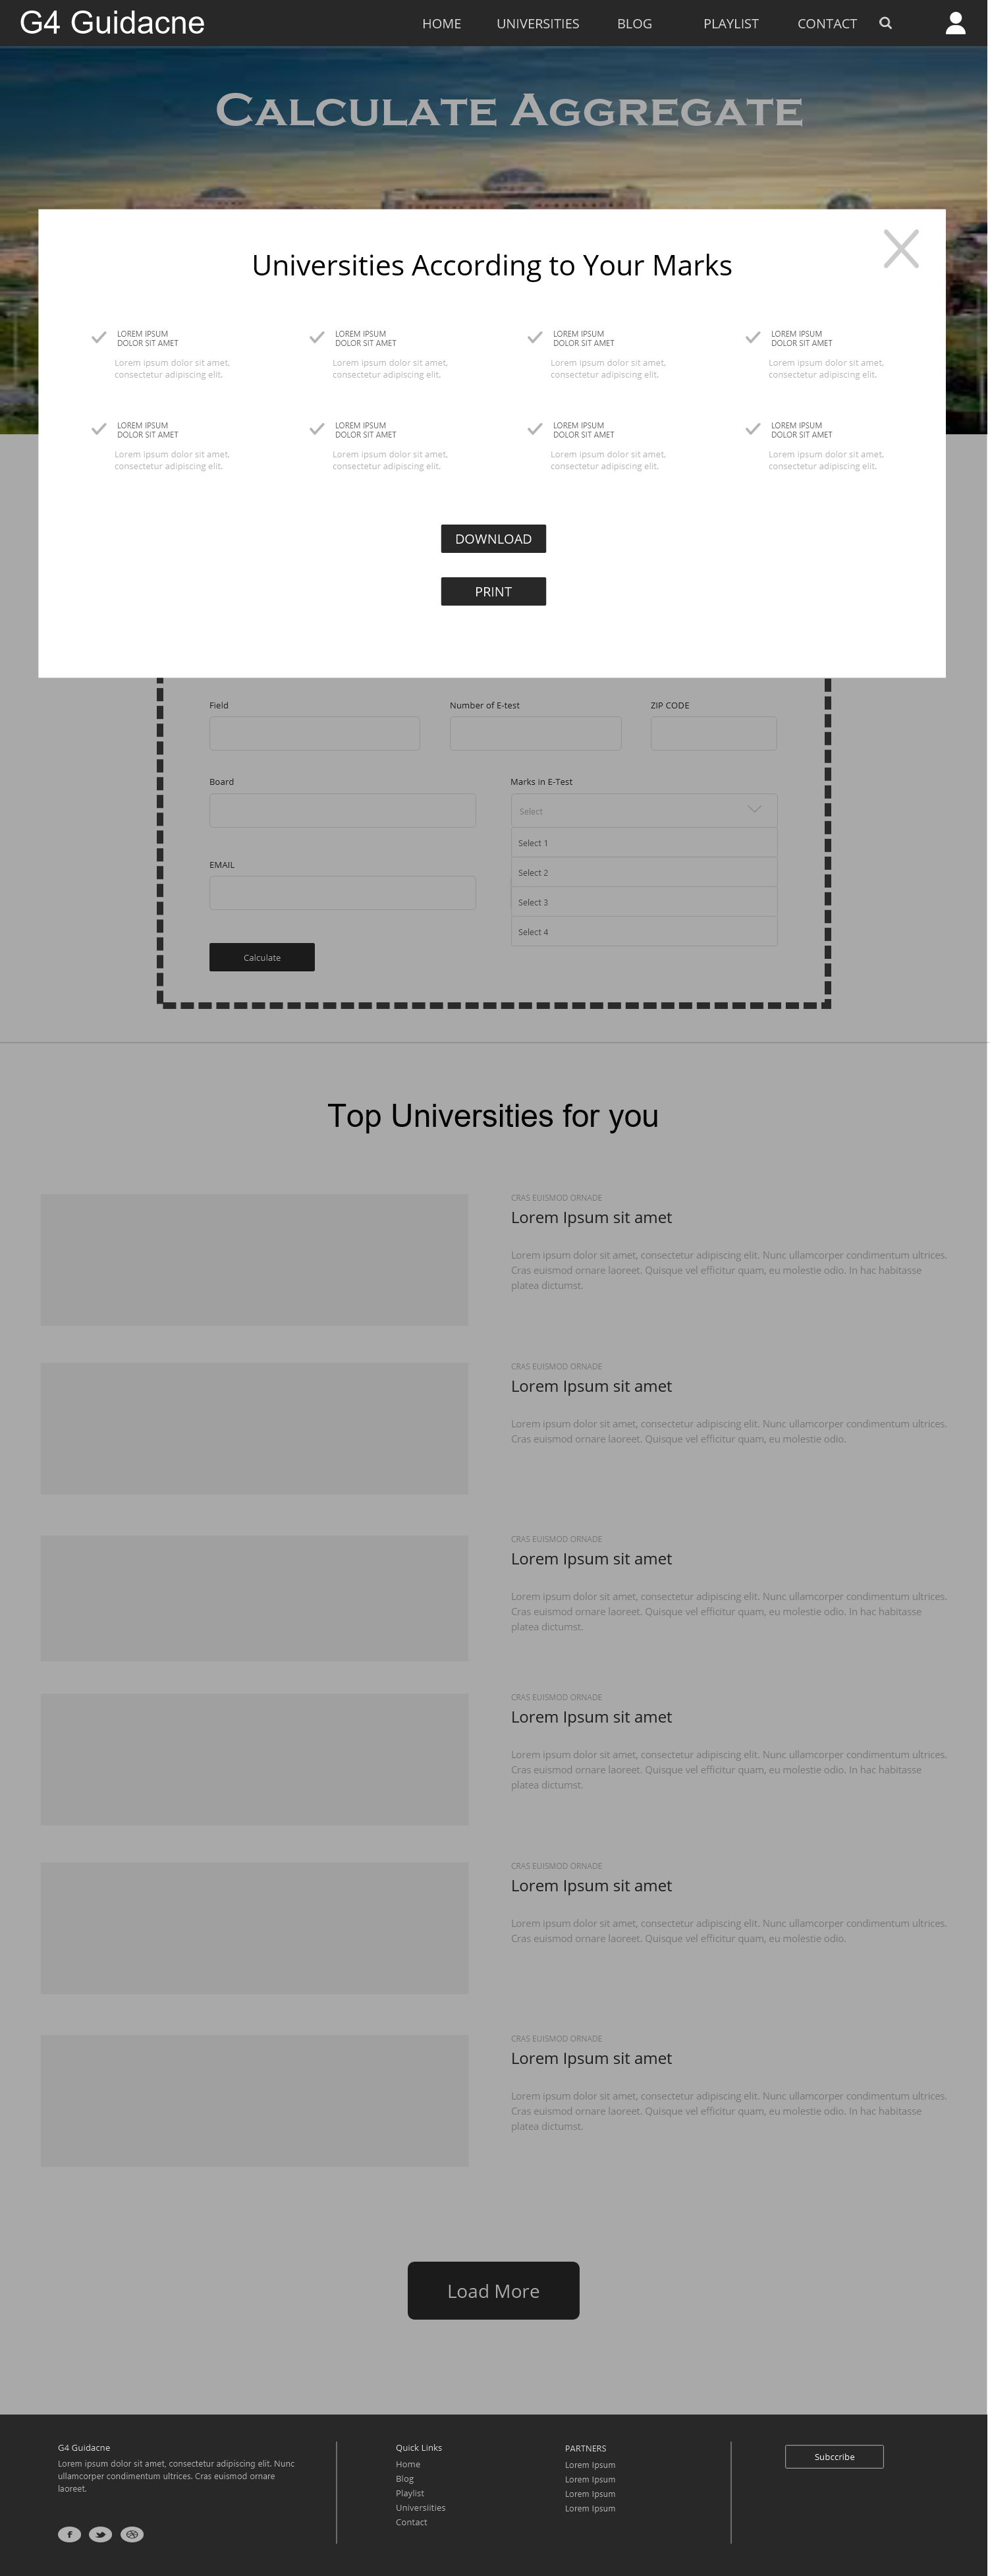 G4 Guidacne
HOME UNIVERSITIES BLOG PLAYLIST CONTACT
CALCULATE AGGREGATE
Universities According to Your Marks
LOREM IPSUM
DOLOR SIT AMET
Lorem ipsum dolor sit amet,
consectetur adipiscing elit.
LOREM IPSUM
DOLOR SIT AMET
Lorem ipsum dolor sit amet,
consectetur adipiscing elit.
LOREM IPSUM
DOLOR SIT AMET
Lorem ipsum dolor sit amet,
consectetur adipiscing elit.
LOREM IPSUM
DOLOR SIT AMET
Lorem ipsum dolor sit amet,
consectetur adipiscing elit.
LOREM IPSUM
DOLOR SIT AMET
Lorem ipsum dolor sit amet,
consectetur adipiscing elit.
LOREM IPSUM
DOLOR SIT AMET
Lorem ipsum dolor sit amet,
consectetur adipiscing elit.
LOREM IPSUM
DOLOR SIT AMET
Lorem ipsum dolor sit amet,
consectetur adipiscing elit.
LOREM IPSUM
DOLOR SIT AMET
Lorem ipsum dolor sit amet,
consectetur adipiscing elit.
DOWNLOAD
PRINT
Field
Number of E-test
ZIP CODE
Board
Marks in E-Test
Select
Select 1
Select 2
Select 3
Select 4
EMAIL
Calculate
Top Universities for you
CRAS EUISMOD ORNADE
Lorem Ipsum sit amet
Lorem ipsum dolor sit amet, consectetur adipiscing elit. Nunc ullamcorper condimentum ultrices.
Cras euismod ornare laoreet. Quisque vel efficitur quam, eu molestie odio. In hac habitasse
platea dictumst.
CRAS EUISMOD ORNADE
Lorem Ipsum sit amet
Lorem ipsum dolor sit amet, consectetur adipiscing elit. Nunc ullamcorper condimentum ultrices.
Cras euismod ornare laoreet. Quisque vel efficitur quam, eu molestie odio.
CRAS EUISMOD ORNADE
Lorem Ipsum sit amet
Lorem ipsum dolor sit amet, consectetur adipiscing elit. Nunc ullamcorper condimentum ultrices.
Cras euismod ornare laoreet. Quisque vel efficitur quam, eu molestie odio. In hac habitasse
platea dictumst.
CRAS EUISMOD ORNADE
Lorem Ipsum sit amet
Lorem ipsum dolor sit amet, consectetur adipiscing elit. Nunc ullamcorper condimentum ultrices.
Cras euismod ornare laoreet. Quisque vel efficitur quam, eu molestie odio. In hac habitasse
platea dictumst.
CRAS EUISMOD ORNADE
Lorem Ipsum sit amet
Lorem ipsum dolor sit amet, consectetur adipiscing elit. Nunc ullamcorper condimentum ultrices.
Cras euismod ornare laoreet. Quisque vel efficitur quam, eu molestie odio.
CRAS EUISMOD ORNADE
Lorem Ipsum sit amet
Lorem ipsum dolor sit amet, consectetur adipiscing elit. Nunc ullamcorper condimentum ultrices.
Cras euismod ornare laoreet. Quisque vel efficitur quam, eu molestie odio. In hac habitasse
platea dictumst.
Load More
G4 Guidacne
Lorem ipsum dolor sit amet, consectetur adipiscing elit. Nunc
ullamcorper condimentum ultrices. Cras euismod ornare
laoreet.
Quick Links
Home
Blog
Playlist
Universiities
Contact
PARTNERS
Lorem Ipsum
Lorem Ipsum
Lorem Ipsum
Lorem Ipsum
Subccribe